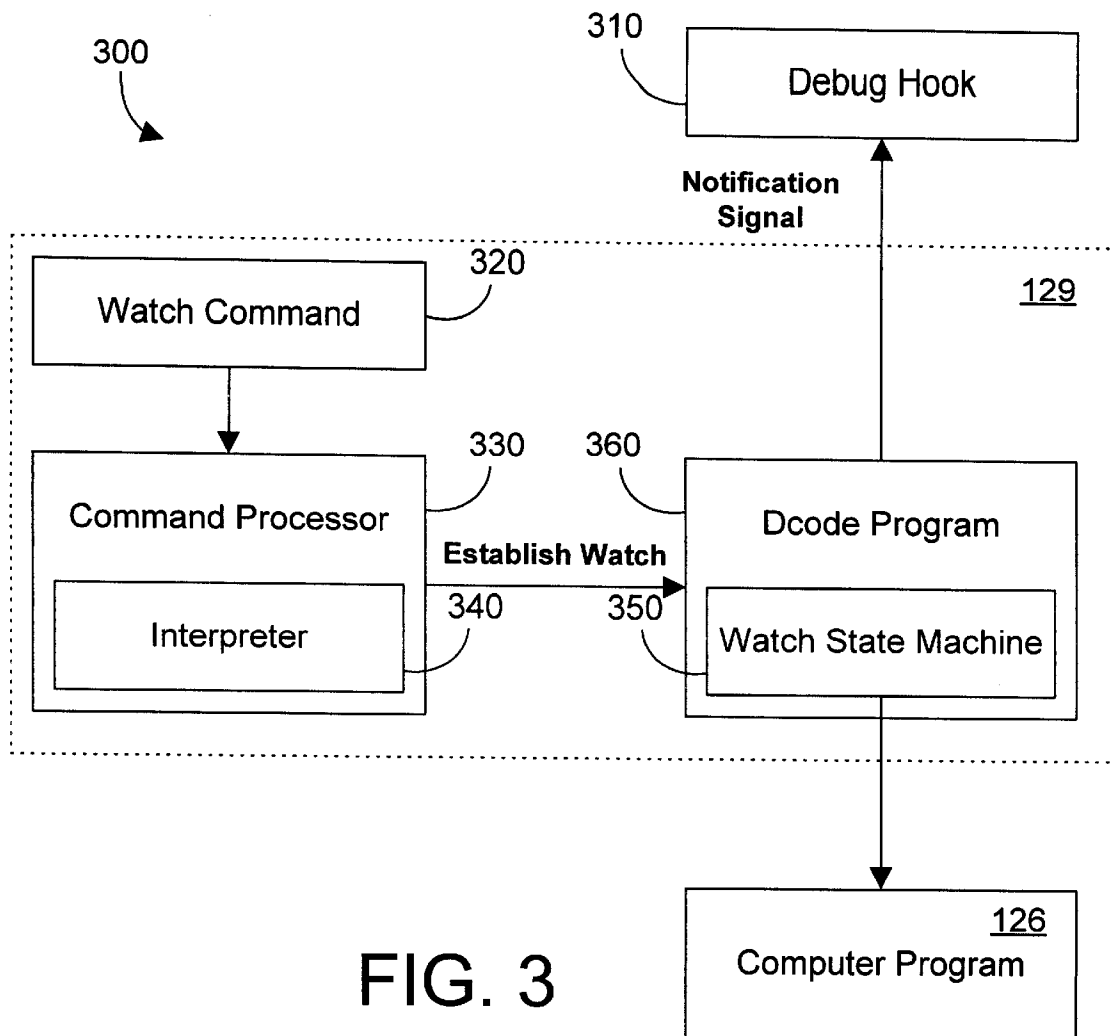 310
300
Debug Hook
Notification
Signal
320
129
Watch Command
330
360
Command Processor
Dcode Program
Establish Watch
340
350
Interpreter
Watch State Machine
126
Computer Program
FIG. 3